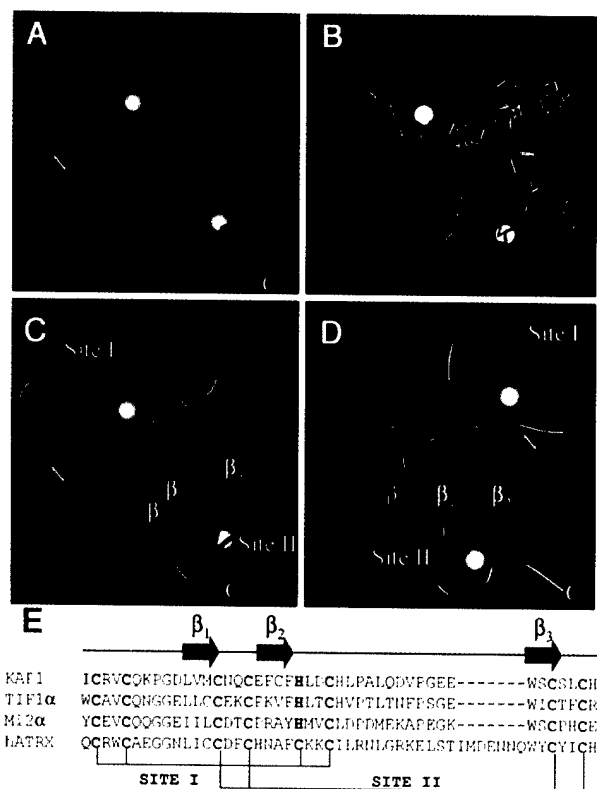 A
B
C
Site I
β
β
β
Site II
C
C
D
Site I
β
β
β
Site II
C
E
β1 β2 β3
KAP1 ICRVCQKPGDLVMCNQCEFCFHLDCHLPALQDVPGEE-------WSCSLCH
TIF1α WCAVCQNGGELLCCEKCPKVFHLTCHVPTLTNFPSGE-------WICTFCR
Mi2α YCEVCQQGGEIILCDTCPRAYHMVCLDPDMEKAPEGK-------WSCPHCE
hATRX QCRWCAEGGNLICCDFCHNAFCKKCILRNLGRKELSTIMDENNQWYCYICH
SITE I SITE II